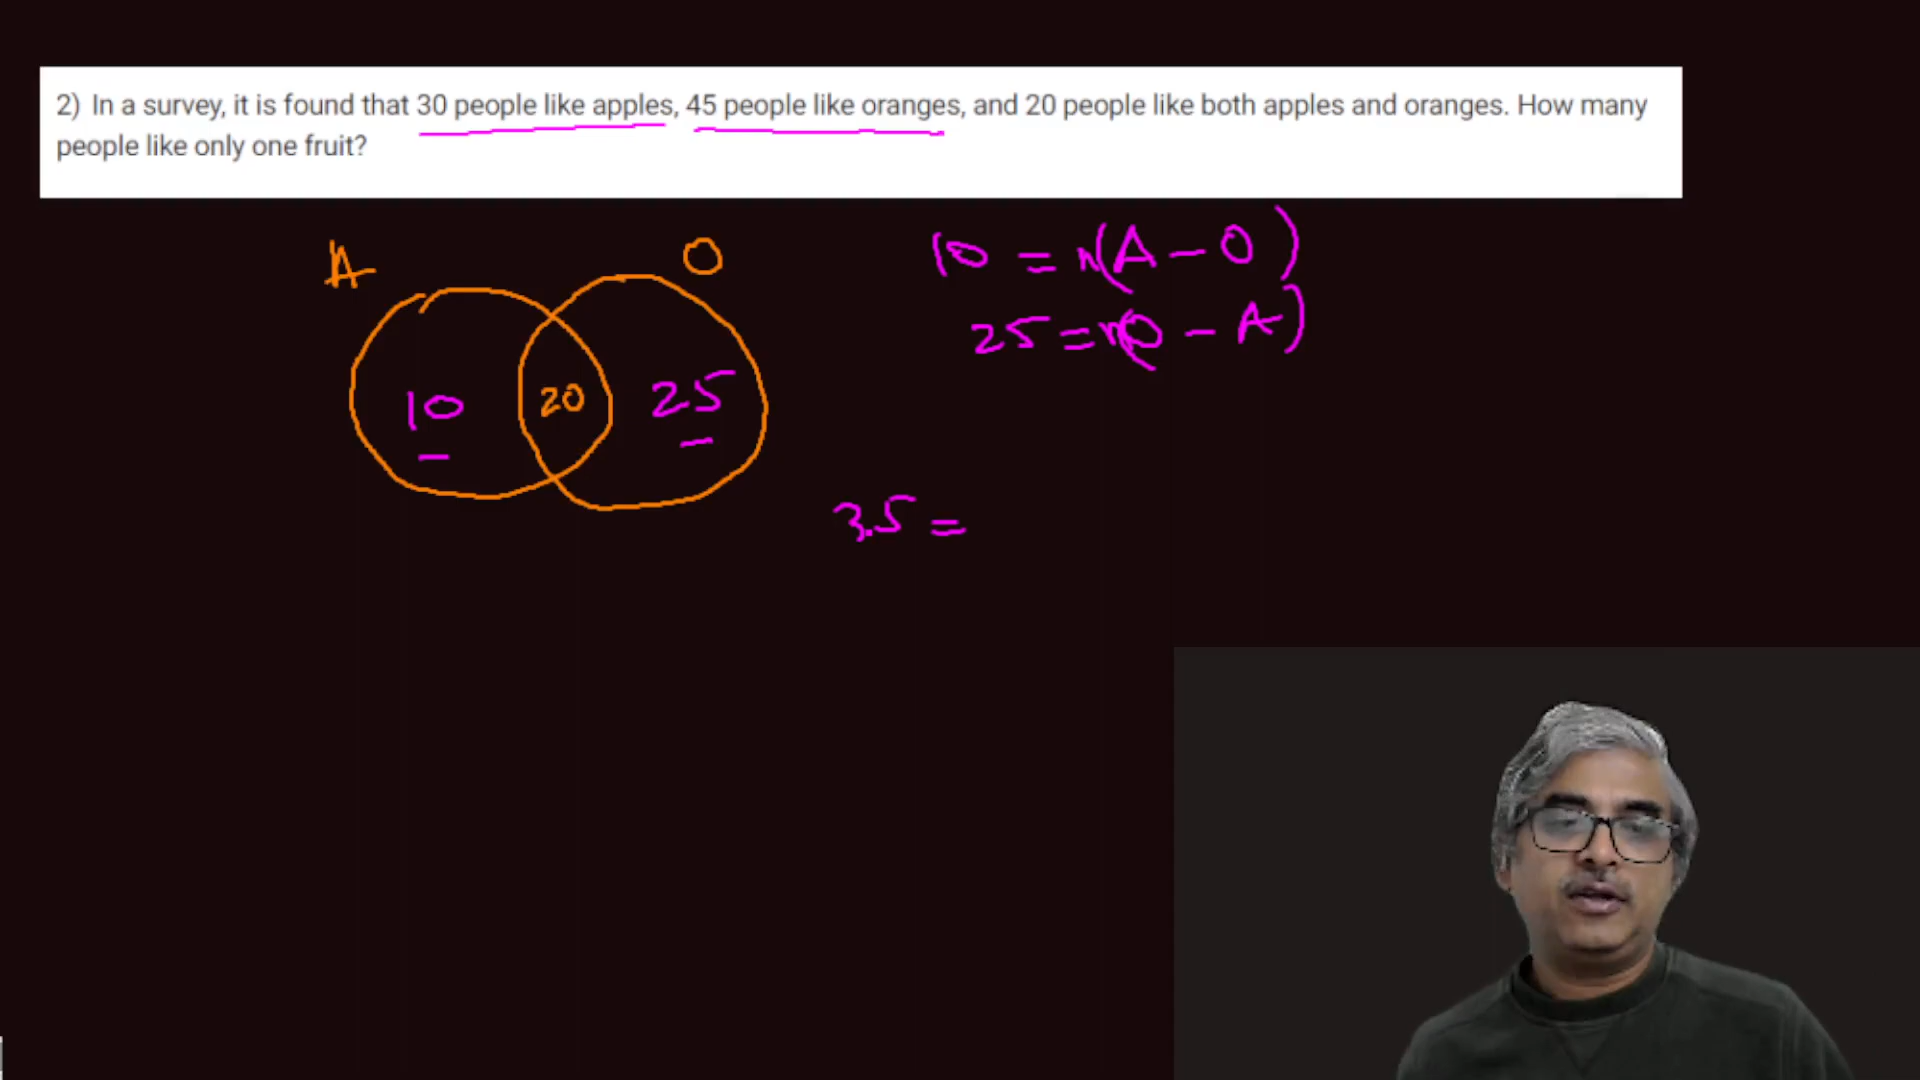 2) In a survey, it is found that 30 people like apples, 45 people like oranges, and 20 people like both apples and oranges. How many
people like only one fruit?
A O
10 = n(A - O)
25 = n(O - A)
10 20 25
35 =